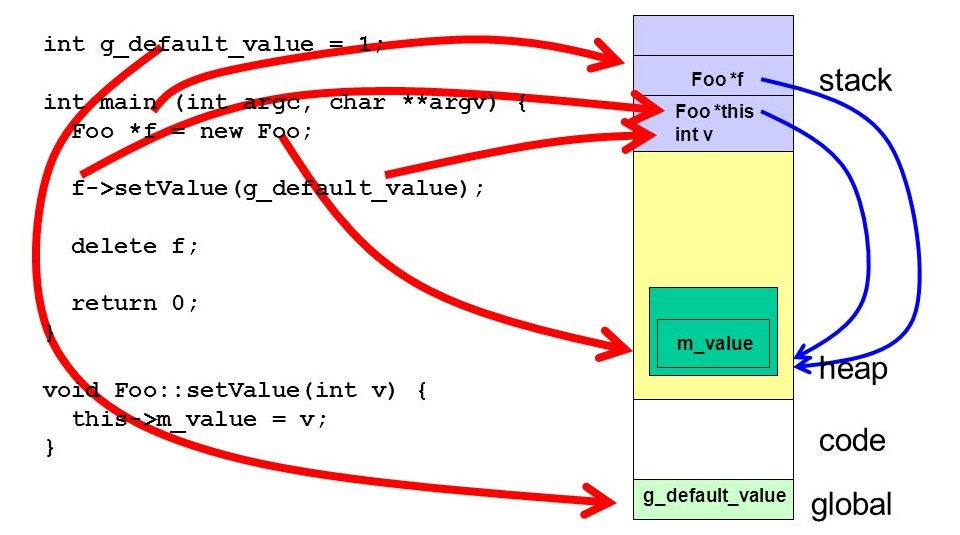 int g_default_value = 1;
int main (int argc, char **argv) {
Foo *f = new Foo;
f->setValue(g_default_value);
delete f;
return 0;
}
void Foo::setValue(int v) {
this->m_value = v;
}
Foo *f
stack
Foo *this
int v
m_value
heap
code
g_default_value
global